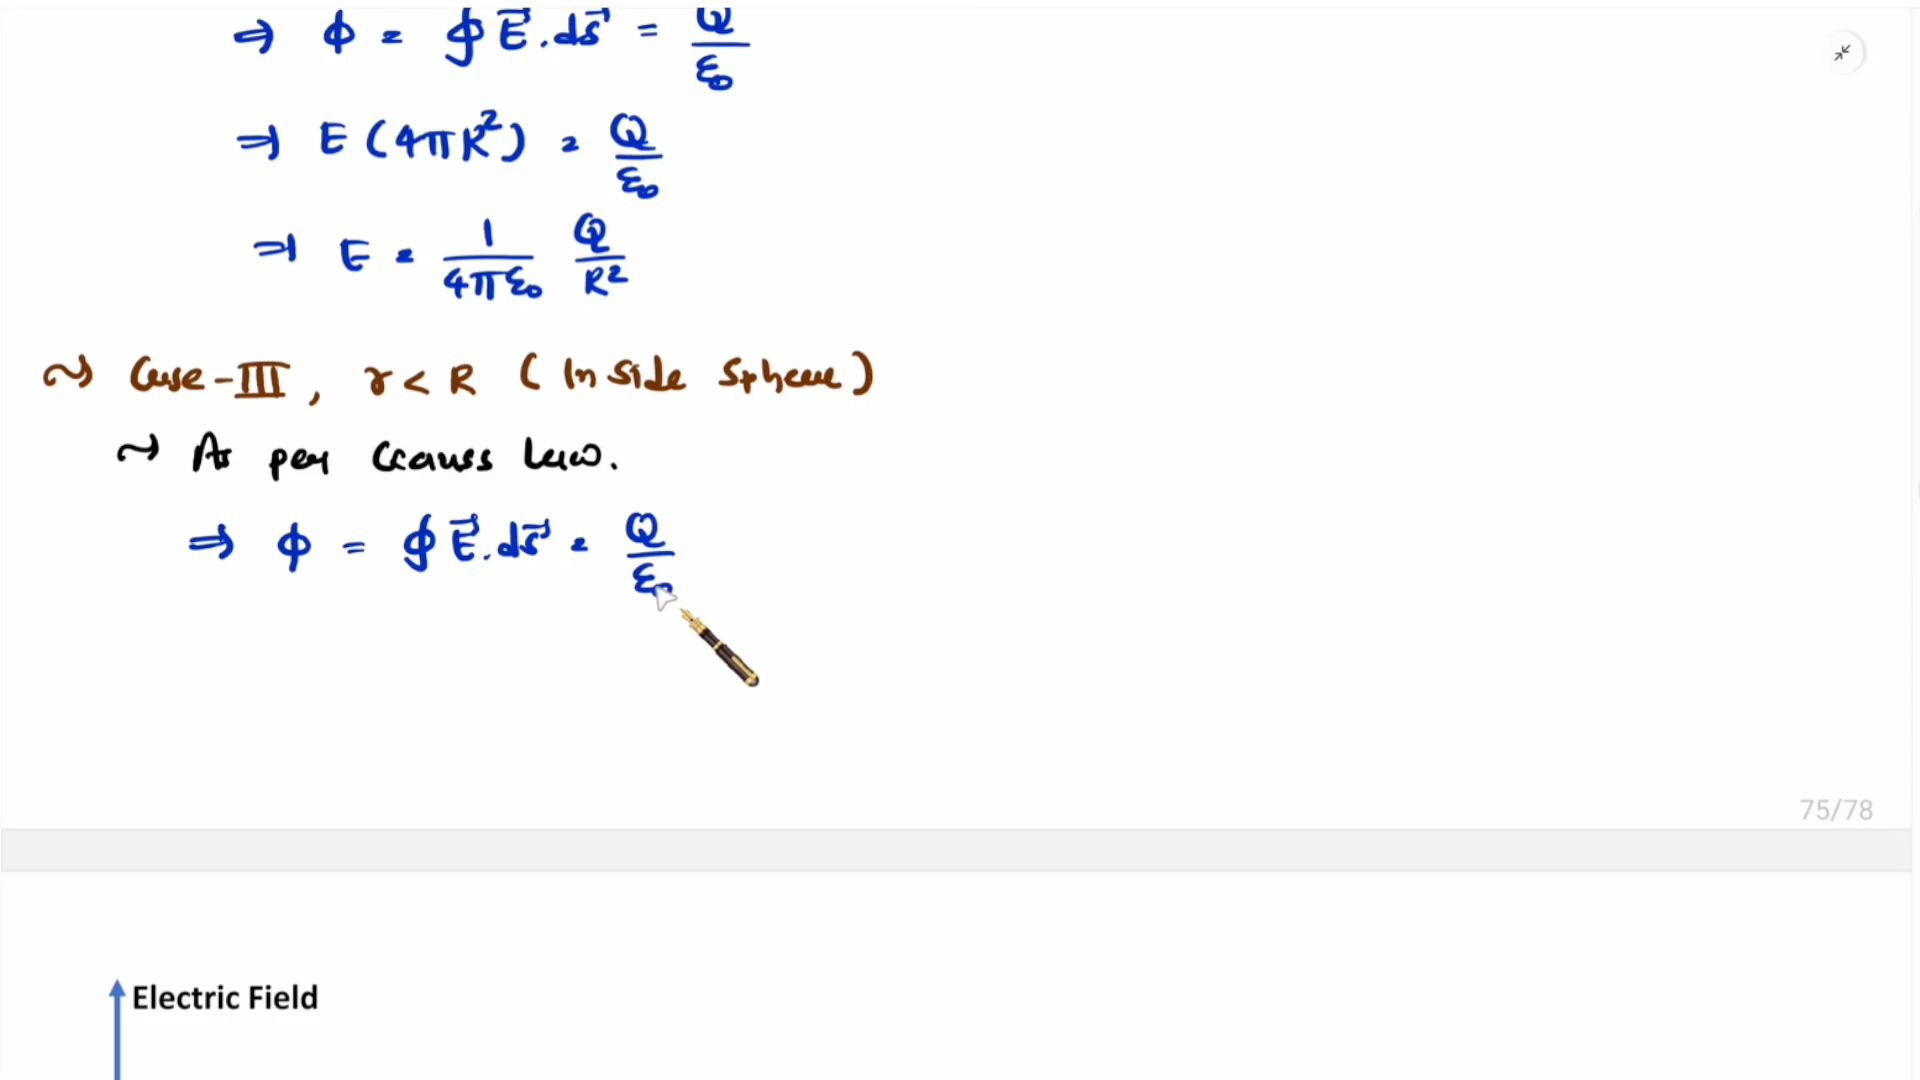 ⇒ ϕ = ∮ E⃗ . ds⃗ = Q/ε₀
⇒ E (4πR²) = Q/ε₀
⇒ E = 1/4πε₀ Q/R²
~> Case-III, r < R (Inside Sphere)
~> As per Gauss Law.
⇒ ϕ = ∮ E⃗ . ds⃗ = Q/ε₀
75/78
Electric Field